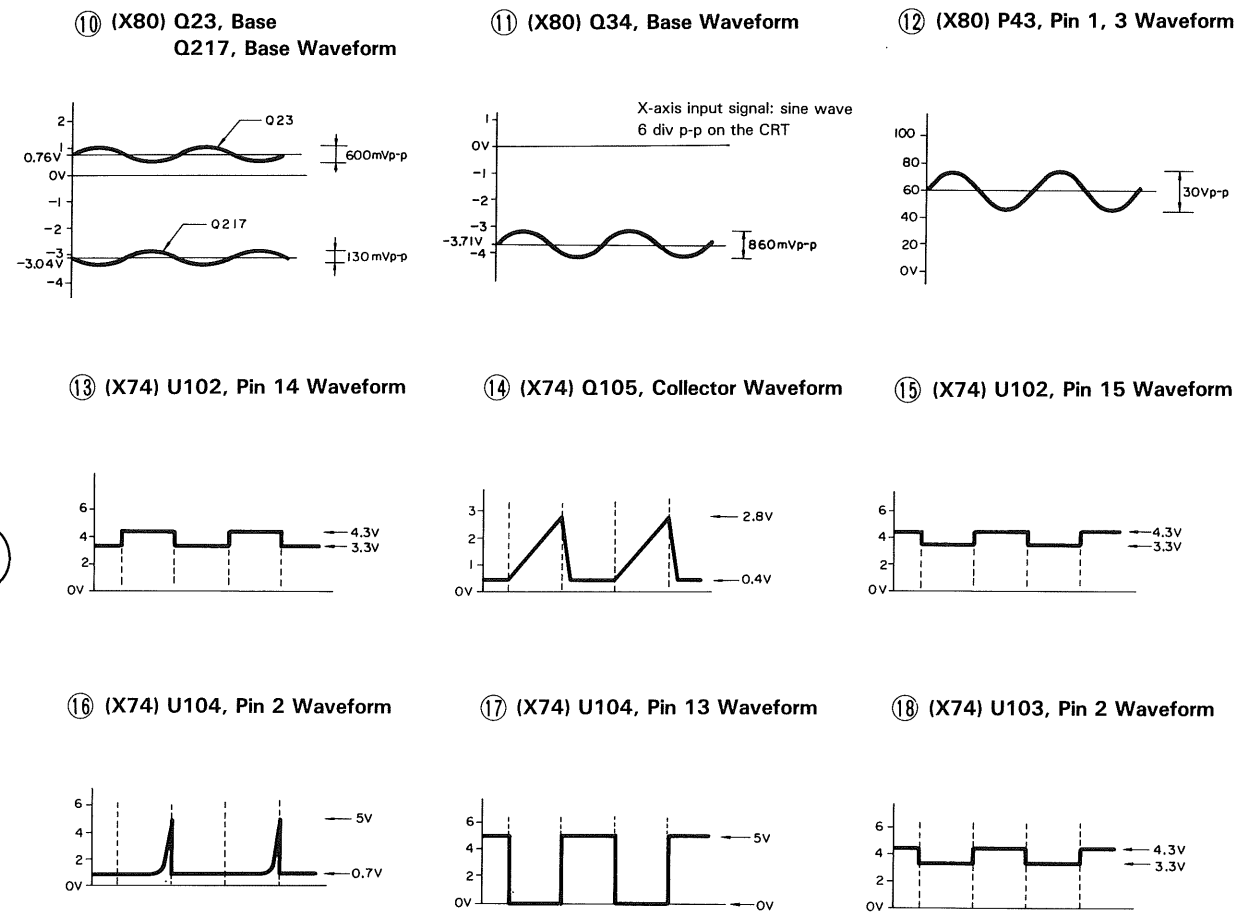 ⑩ (X80) Q23, Base
Q217, Base Waveform
2
1
0.76V
0V
-1
-2
-3
-3.04V
-4
Q23
600mVp-p
Q217
130mVp-p
⑪ (X80) Q34, Base Waveform
X-axis input signal: sine wave
6 div p-p on the CRT
1
0V
-1
-2
-3
-3.71V
-4
860mVp-p
⑫ (X80) P43, Pin 1, 3 Waveform
100
80
60
40
20
0V
30Vp-p
⑬ (X74) U102, Pin 14 Waveform
6
4
2
0V
4.3V
3.3V
⑭ (X74) Q105, Collector Waveform
3
2
1
0V
2.8V
0.4V
⑮ (X74) U102, Pin 15 Waveform
6
4
2
0V
4.3V
3.3V
⑯ (X74) U104, Pin 2 Waveform
6
4
2
0V
5V
0.7V
⑰ (X74) U104, Pin 13 Waveform
6
4
2
0V
5V
0V
⑱ (X74) U103, Pin 2 Waveform
6
4
2
0V
4.3V
3.3V